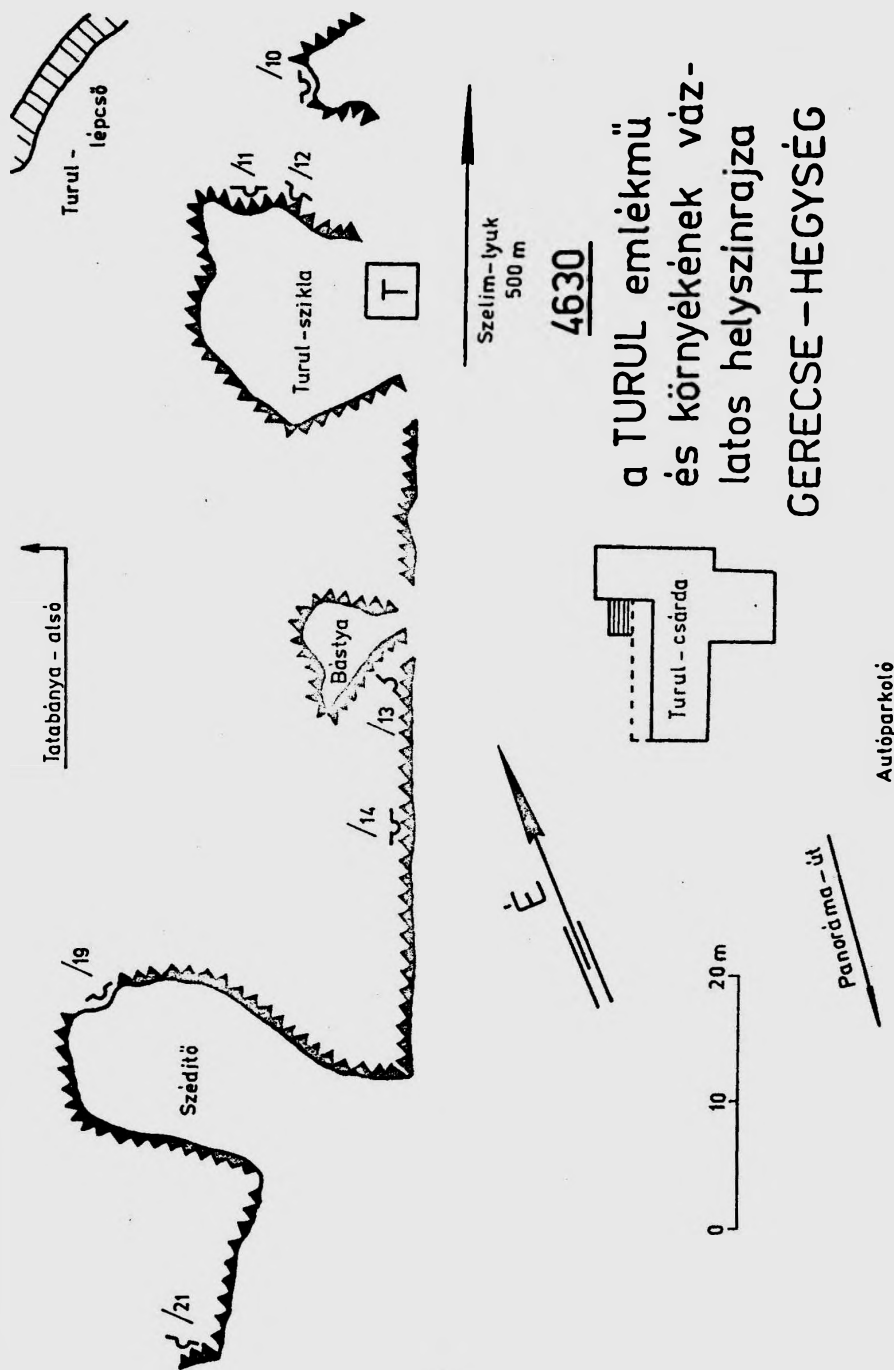 Tatabánya - alsó
Turul -
lépcső
/19
/21
Szédítő
/14
/13
Bástya
Turul - szikla
/11
/12
/10
T
Szelim - lyuk
500 m
É
4630
a TURUL emlékmű
és környékének váz-
latos helyszínrajza
GERECSE - HEGYSÉG
Turul - csárda
0 10 20 m
Panoráma - út
Autóparkoló